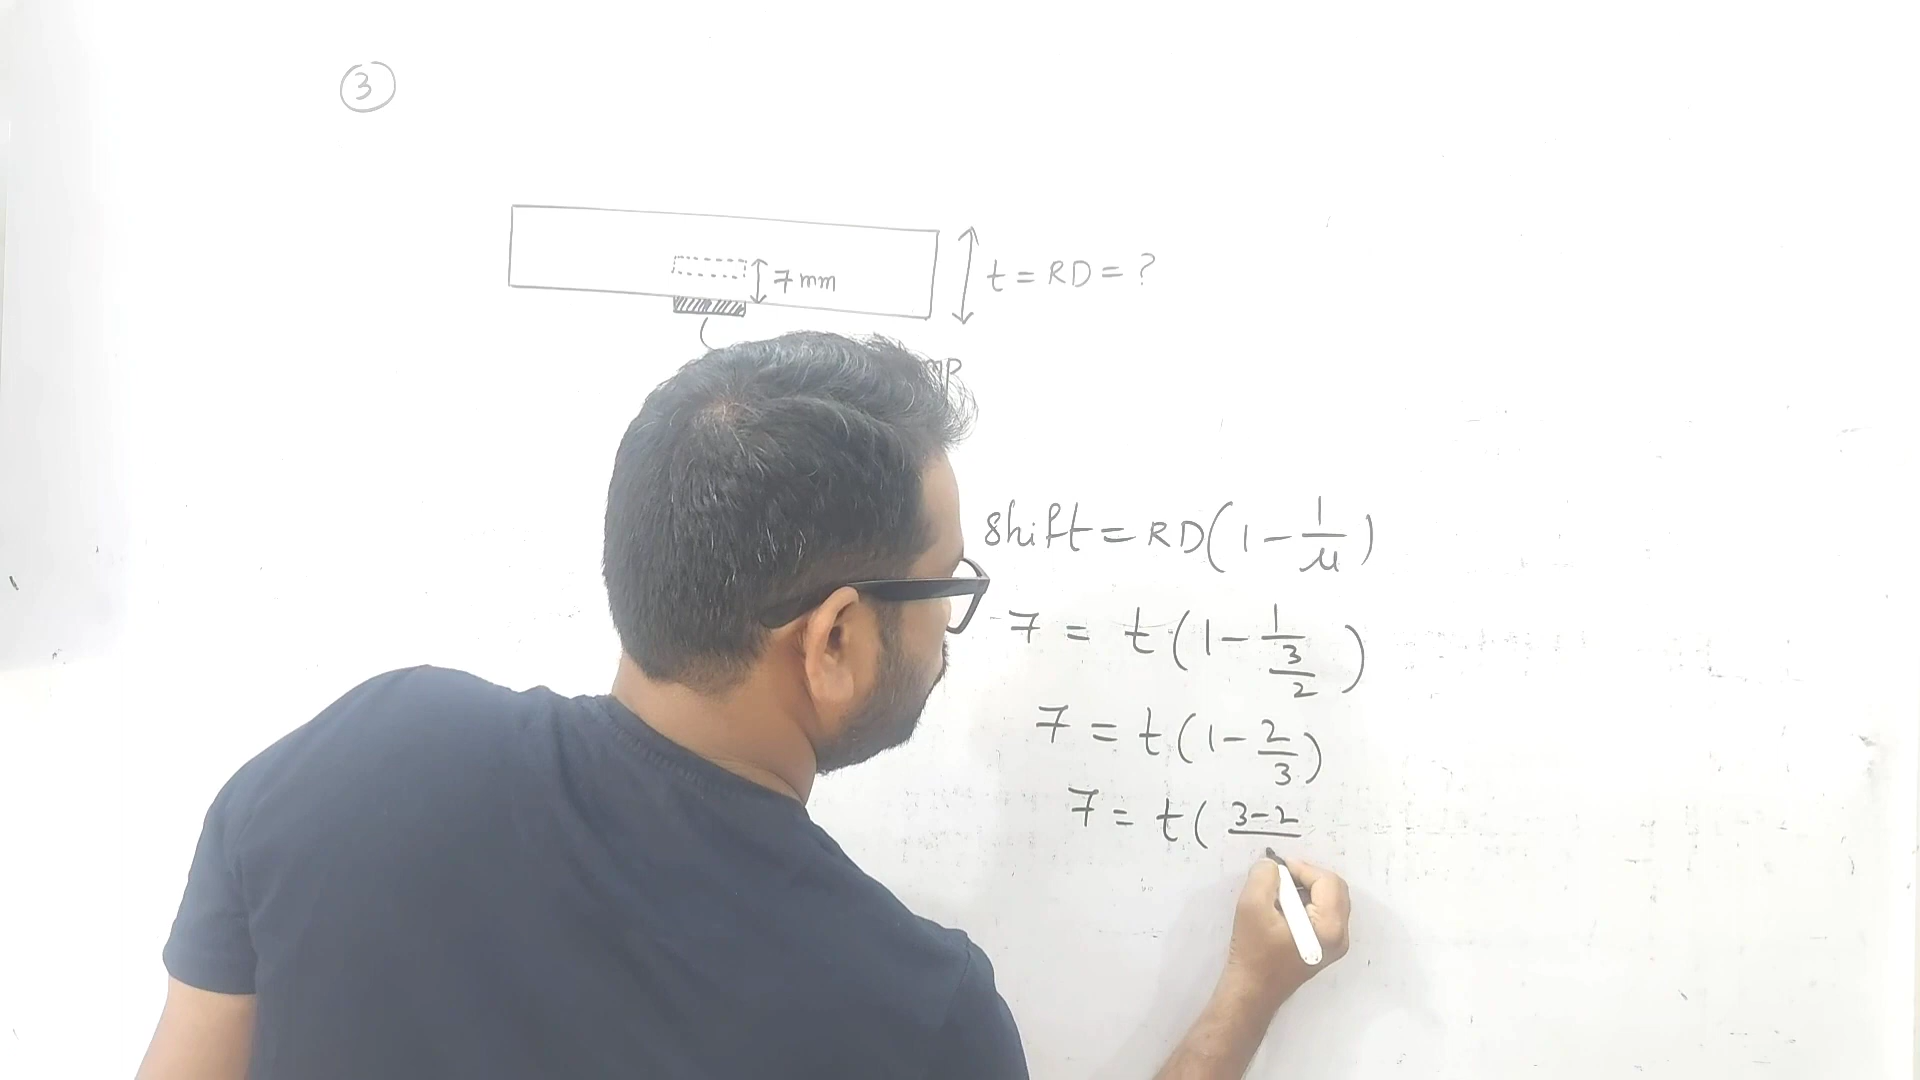 3
7 mm
t = RD = ?
shift = RD(1 - 1/μ)
7 = t(1 - 1/(3/2))
7 = t(1 - 2/3)
7 = t( 3-2